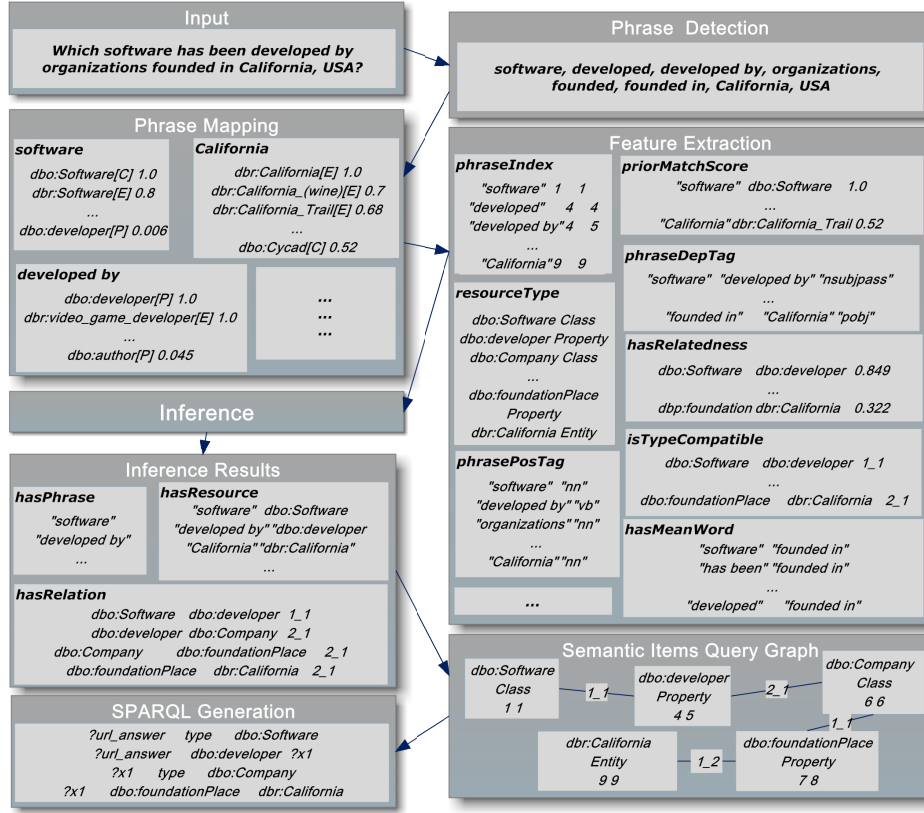 Input
Which software has been developed by
organizations founded in California, USA?
Phrase Detection
software, developed, developed by, organizations,
founded, founded in, California, USA
Phrase Mapping
software
dbo:Software[C] 1.0
dbr:Software[E] 0.8
...
dbo:developer[P] 0.006
California
dbr:California[E] 1.0
dbr:California_(wine)[E] 0.7
dbr:California_Trail[E] 0.68
...
dbo:Cycad[C] 0.52
developed by
dbo:developer[P] 1.0
dbr:video_game_developer[E] 1.0
...
dbo:author[P] 0.045
...
...
...
Feature Extraction
phraseIndex
"software" 1 1
"developed" 4 4
"developed by" 4 5
...
"California" 9 9
resourceType
dbo:Software Class
dbo:developer Property
dbo:Company Class
...
dbo:foundationPlace
Property
dbr:California Entity
phrasePosTag
"software" "nn"
"developed by" "vb"
"organizations" "nn"
...
"California" "nn"
...
priorMatchScore
"software" dbo:Software 1.0
...
"California" dbr:California_Trail 0.52
phraseDepTag
"software" "developed by" "nsubjpass"
...
"founded in" "California" "pobj"
hasRelatedness
dbo:Software dbo:developer 0.849
...
dbp:foundation dbr:California 0.322
isTypeCompatible
dbo:Software dbo:developer 1_1
...
dbo:foundationPlace dbr:California 2_1
hasMeanWord
"software" "founded in"
"has been" "founded in"
...
"developed" "founded in"
Inference
Inference Results
hasPhrase
"software"
"developed by"
...
hasResource
"software" dbo:Software
"developed by" "dbo:developer
"California" "dbr:California"
...
hasRelation
dbo:Software dbo:developer 1_1
dbo:developer dbo:Company 2_1
dbo:Company dbo:foundationPlace 2_1
dbo:foundationPlace dbr:California 2_1
Semantic Items Query Graph
dbo:Software
Class
1 1
1_1
dbo:developer
Property
4 5
2_1
dbo:Company
Class
6 6
1_1
dbr:California
Entity
9 9
1_2
dbo:foundationPlace
Property
7 8
SPARQL Generation
?url_answer type dbo:Software
?url_answer dbo:developer ?x1
?x1 type dbo:Company
?x1 dbo:foundationPlace dbr:California